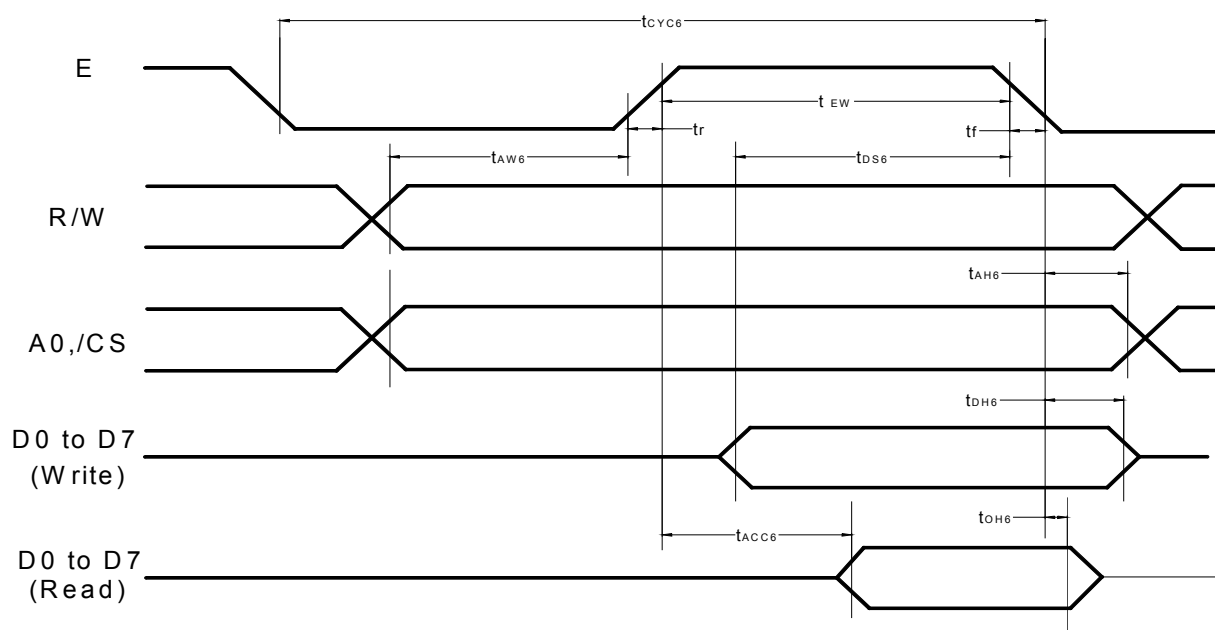 tCYC6
E
t EW
tr
tf
tAW6
tDS6
R/W
tAH6
A0,/CS
tDH6
D0 to D7
(Write)
tOH6
tACC6
D0 to D7
(Read)